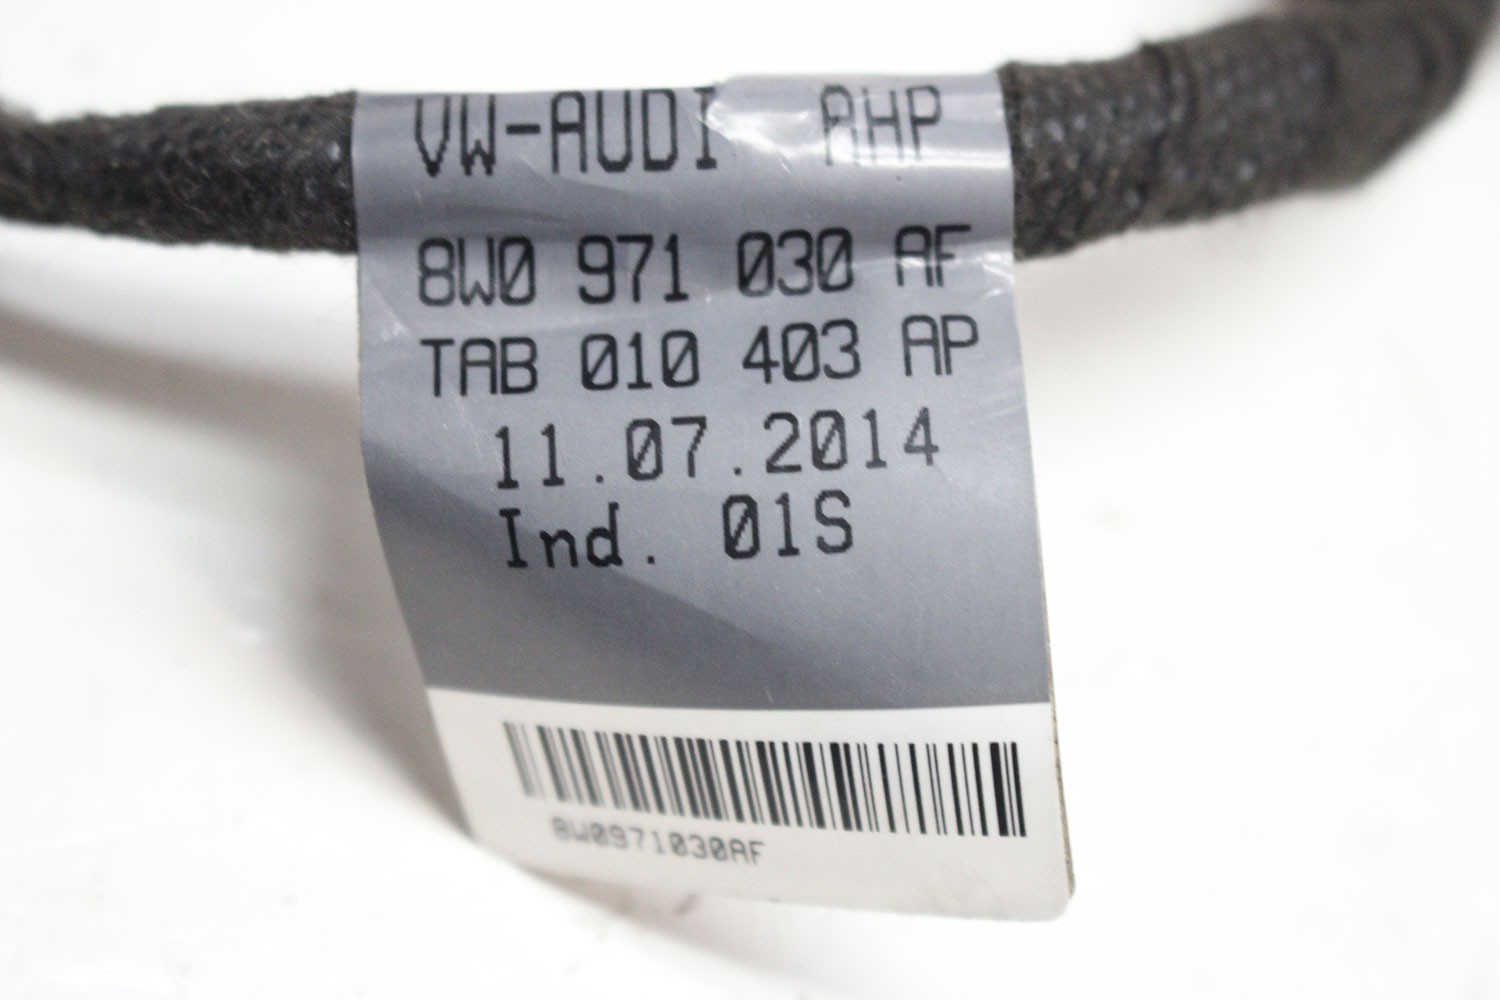 VW-AUDI AHP
8W0 971 030 AF
TAB 010 403 AP
11.07.2014
Ind. 01S
8W0971030AF